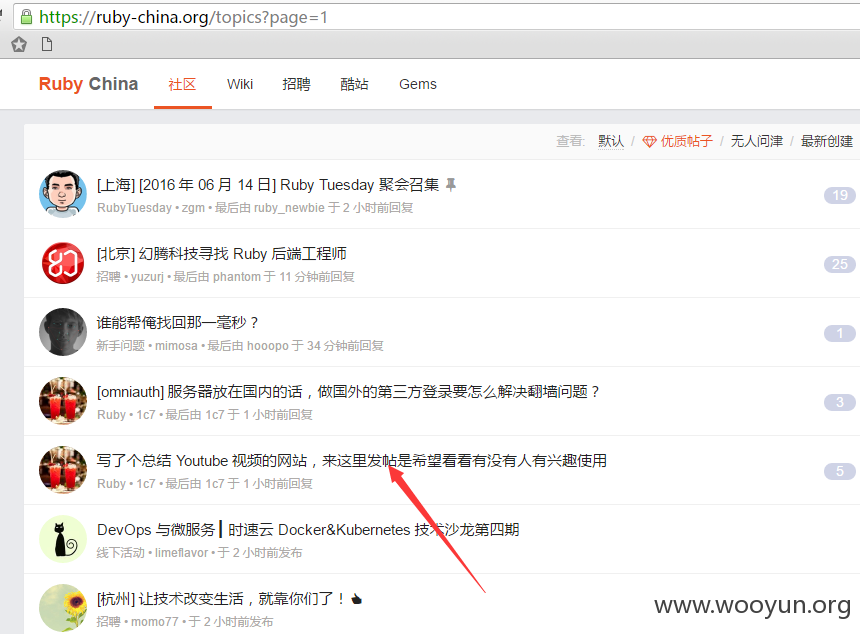 https://ruby-china.org/topics?page=1
Ruby China 社区 Wiki 招聘 酷站 Gems
查看: 默认 / 优质帖子 / 无人问津 / 最新创建
[上海] [2016 年 06 月 14 日] Ruby Tuesday 聚会召集
19
RubyTuesday • zgm • 最后由 ruby_newbie 于 2 小时前回复
[北京] 幻腾科技寻找 Ruby 后端工程师
25
招聘 • yuzurj • 最后由 phantom 于 11 分钟前回复
谁能帮俺找回那一毫秒？
1
新手问题 • mimosa • 最后由 hooopo 于 34 分钟前回复
[omniauth] 服务器放在国内的话，做国外的第三方登录要怎么解决翻墙问题？
3
Ruby • 1c7 • 最后由 1c7 于 1 小时前回复
写了个总结 Youtube 视频的网站，来这里发帖是希望看看有没有人有兴趣使用
5
Ruby • 1c7 • 最后由 1c7 于 1 小时前回复
DevOps 与微服务┃时速云 Docker&Kubernetes 技术沙龙第四期
线下活动 • limeflavor • 于 2 小时前发布
[杭州] 让技术改变生活，就靠你们了！
招聘 • momo77 • 于 2 小时前发布
www.wooyun.org